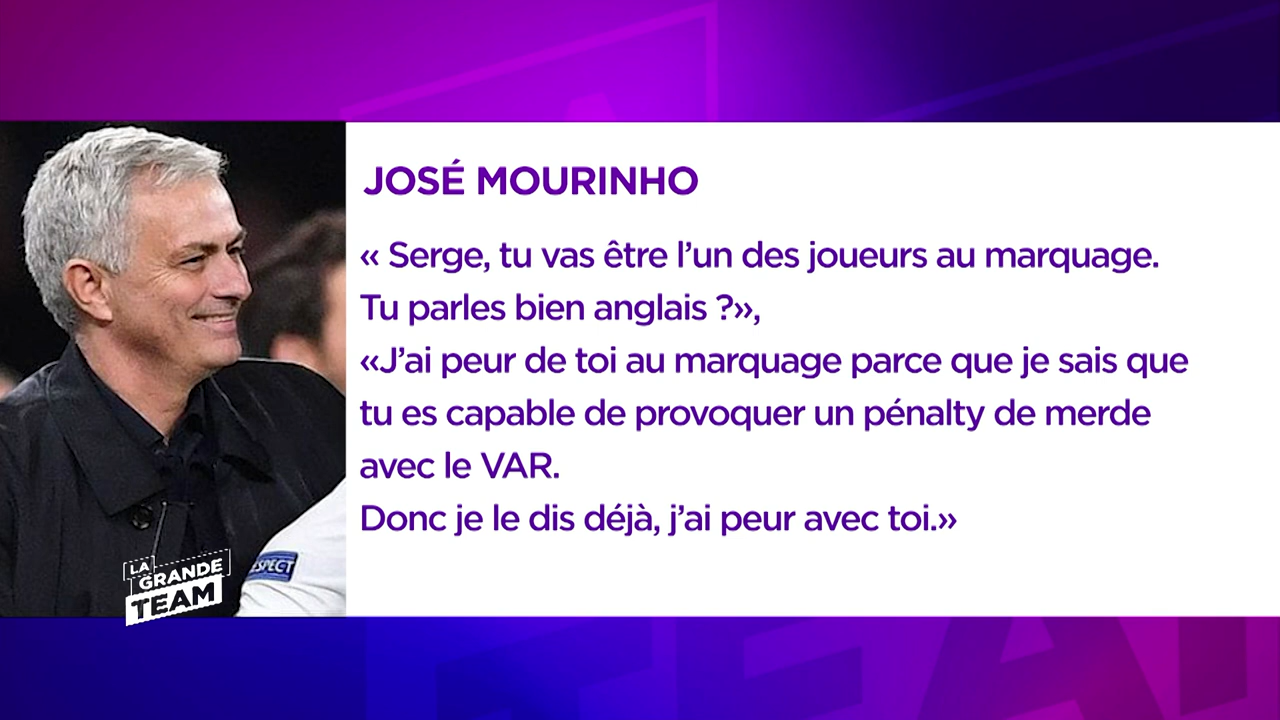 JOSÉ MOURINHO
« Serge, tu vas être l’un des joueurs au marquage.
Tu parles bien anglais ?»,
«J’ai peur de toi au marquage parce que je sais que
tu es capable de provoquer un pénalty de merde
avec le VAR.
Donc je le dis déjà, j’ai peur avec toi.»
LA
GRANDE
TEAM